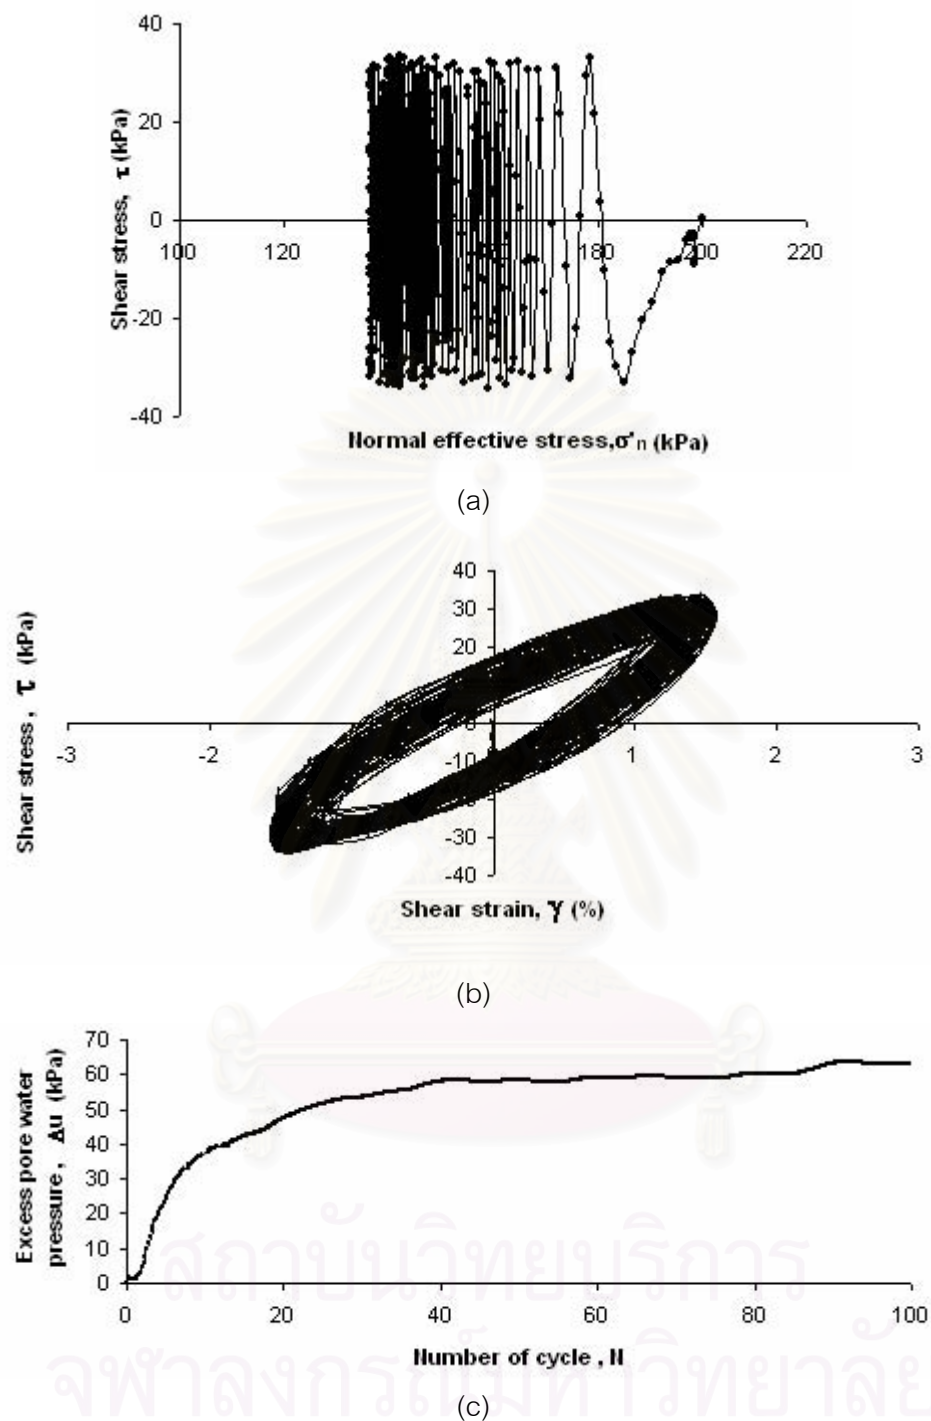 40
20
0
-20
-40
100 120 180 200 220
Shear stress, τ (kPa)
Normal effective stress,σ'n (kPa)
(a)
40
30
20
-10
-30
-40
-3 -2 1 2 3
Shear stress , τ (kPa)
Shear strain, γ (%)
(b)
70
60
50
40
30
20
10
0
0 20 40 60 80 100
Excess pore water
pressure , Δu (kPa)
Number of cycle , N
(c)
สถาบันวิทยบริการ
จุฬาลงกรณ์มหาวิทยาลัย